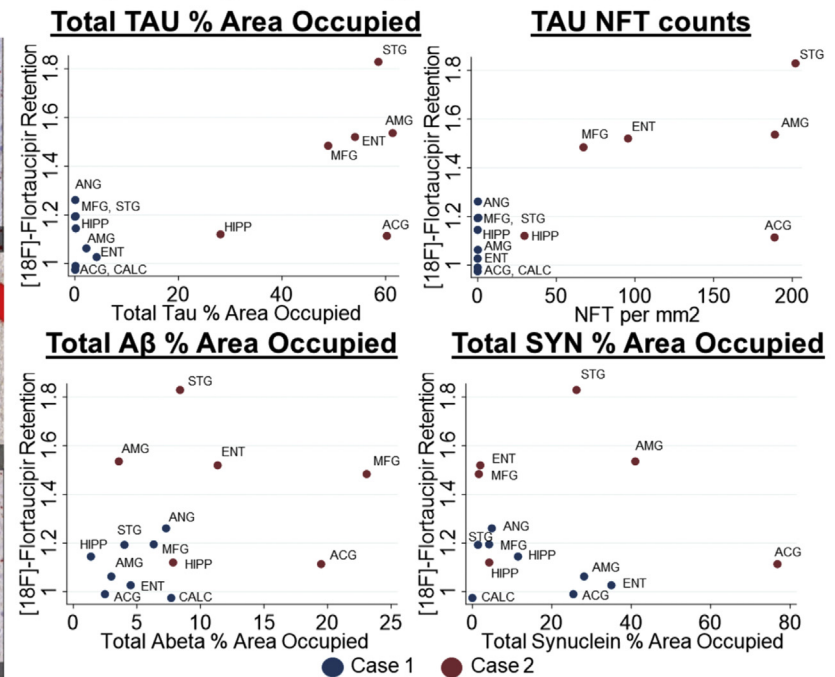 Total TAU % Area Occupied
[18F]-Flortaucipir Retention
1.8
1.6
1.4
1.2
1
STG
AMG
ENT
MFG
ANG
MFG, STG
HIPP
HIPP
ACG
AMG
ENT
ACG, CALC
0 20 40 60
Total Tau % Area Occupied
TAU NFT counts
[18F]-Flortaucipir Retention
1.8
1.6
1.4
1.2
1
STG
AMG
ENT
MFG
ANG
MFG, STG
HIPP
HIPP
ACG
AMG
ENT
ACG, CALC
0 50 100 150 200
NFT per mm2
Total Aβ % Area Occupied
[18F]-Flortaucipir Retention
1.8
1.6
1.4
1.2
1
STG
AMG
ENT
MFG
ANG
STG
HIPP
MFG
HIPP
ACG
AMG
ENT
ACG
CALC
0 5 10 15 20 25
Total Abeta % Area Occupied
Total SYN % Area Occupied
[18F]-Flortaucipir Retention
1.8
1.6
1.4
1.2
1
STG
AMG
ENT
MFG
ANG
STG
MFG
HIPP
HIPP
ACG
AMG
ENT
CALC
ACG
0 20 40 60 80
Total Synuclein % Area Occupied
Case 1 Case 2